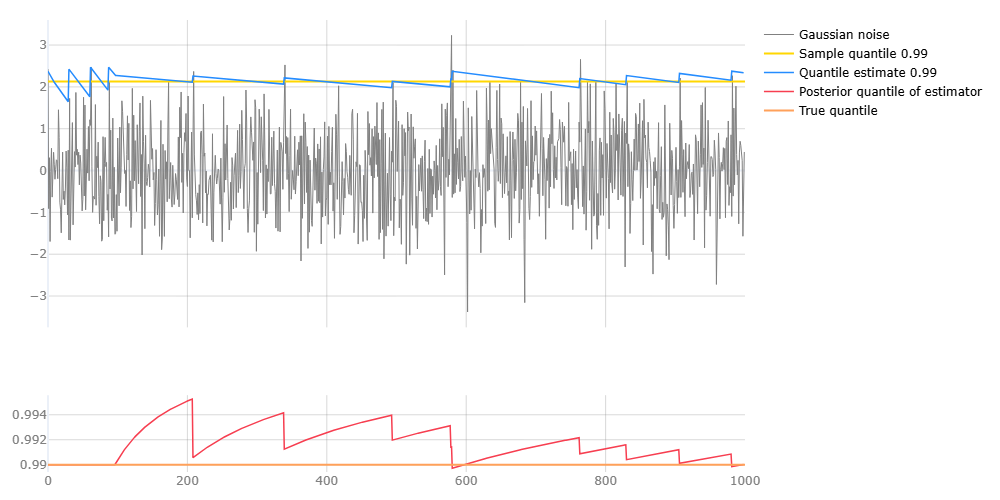 3
2
1
0
−1
−2
−3
Gaussian noise
Sample quantile 0.99
Quantile estimate 0.99
Posterior quantile of estimator
True quantile
0.994
0.992
0.99
0 200 400 600 800 1000